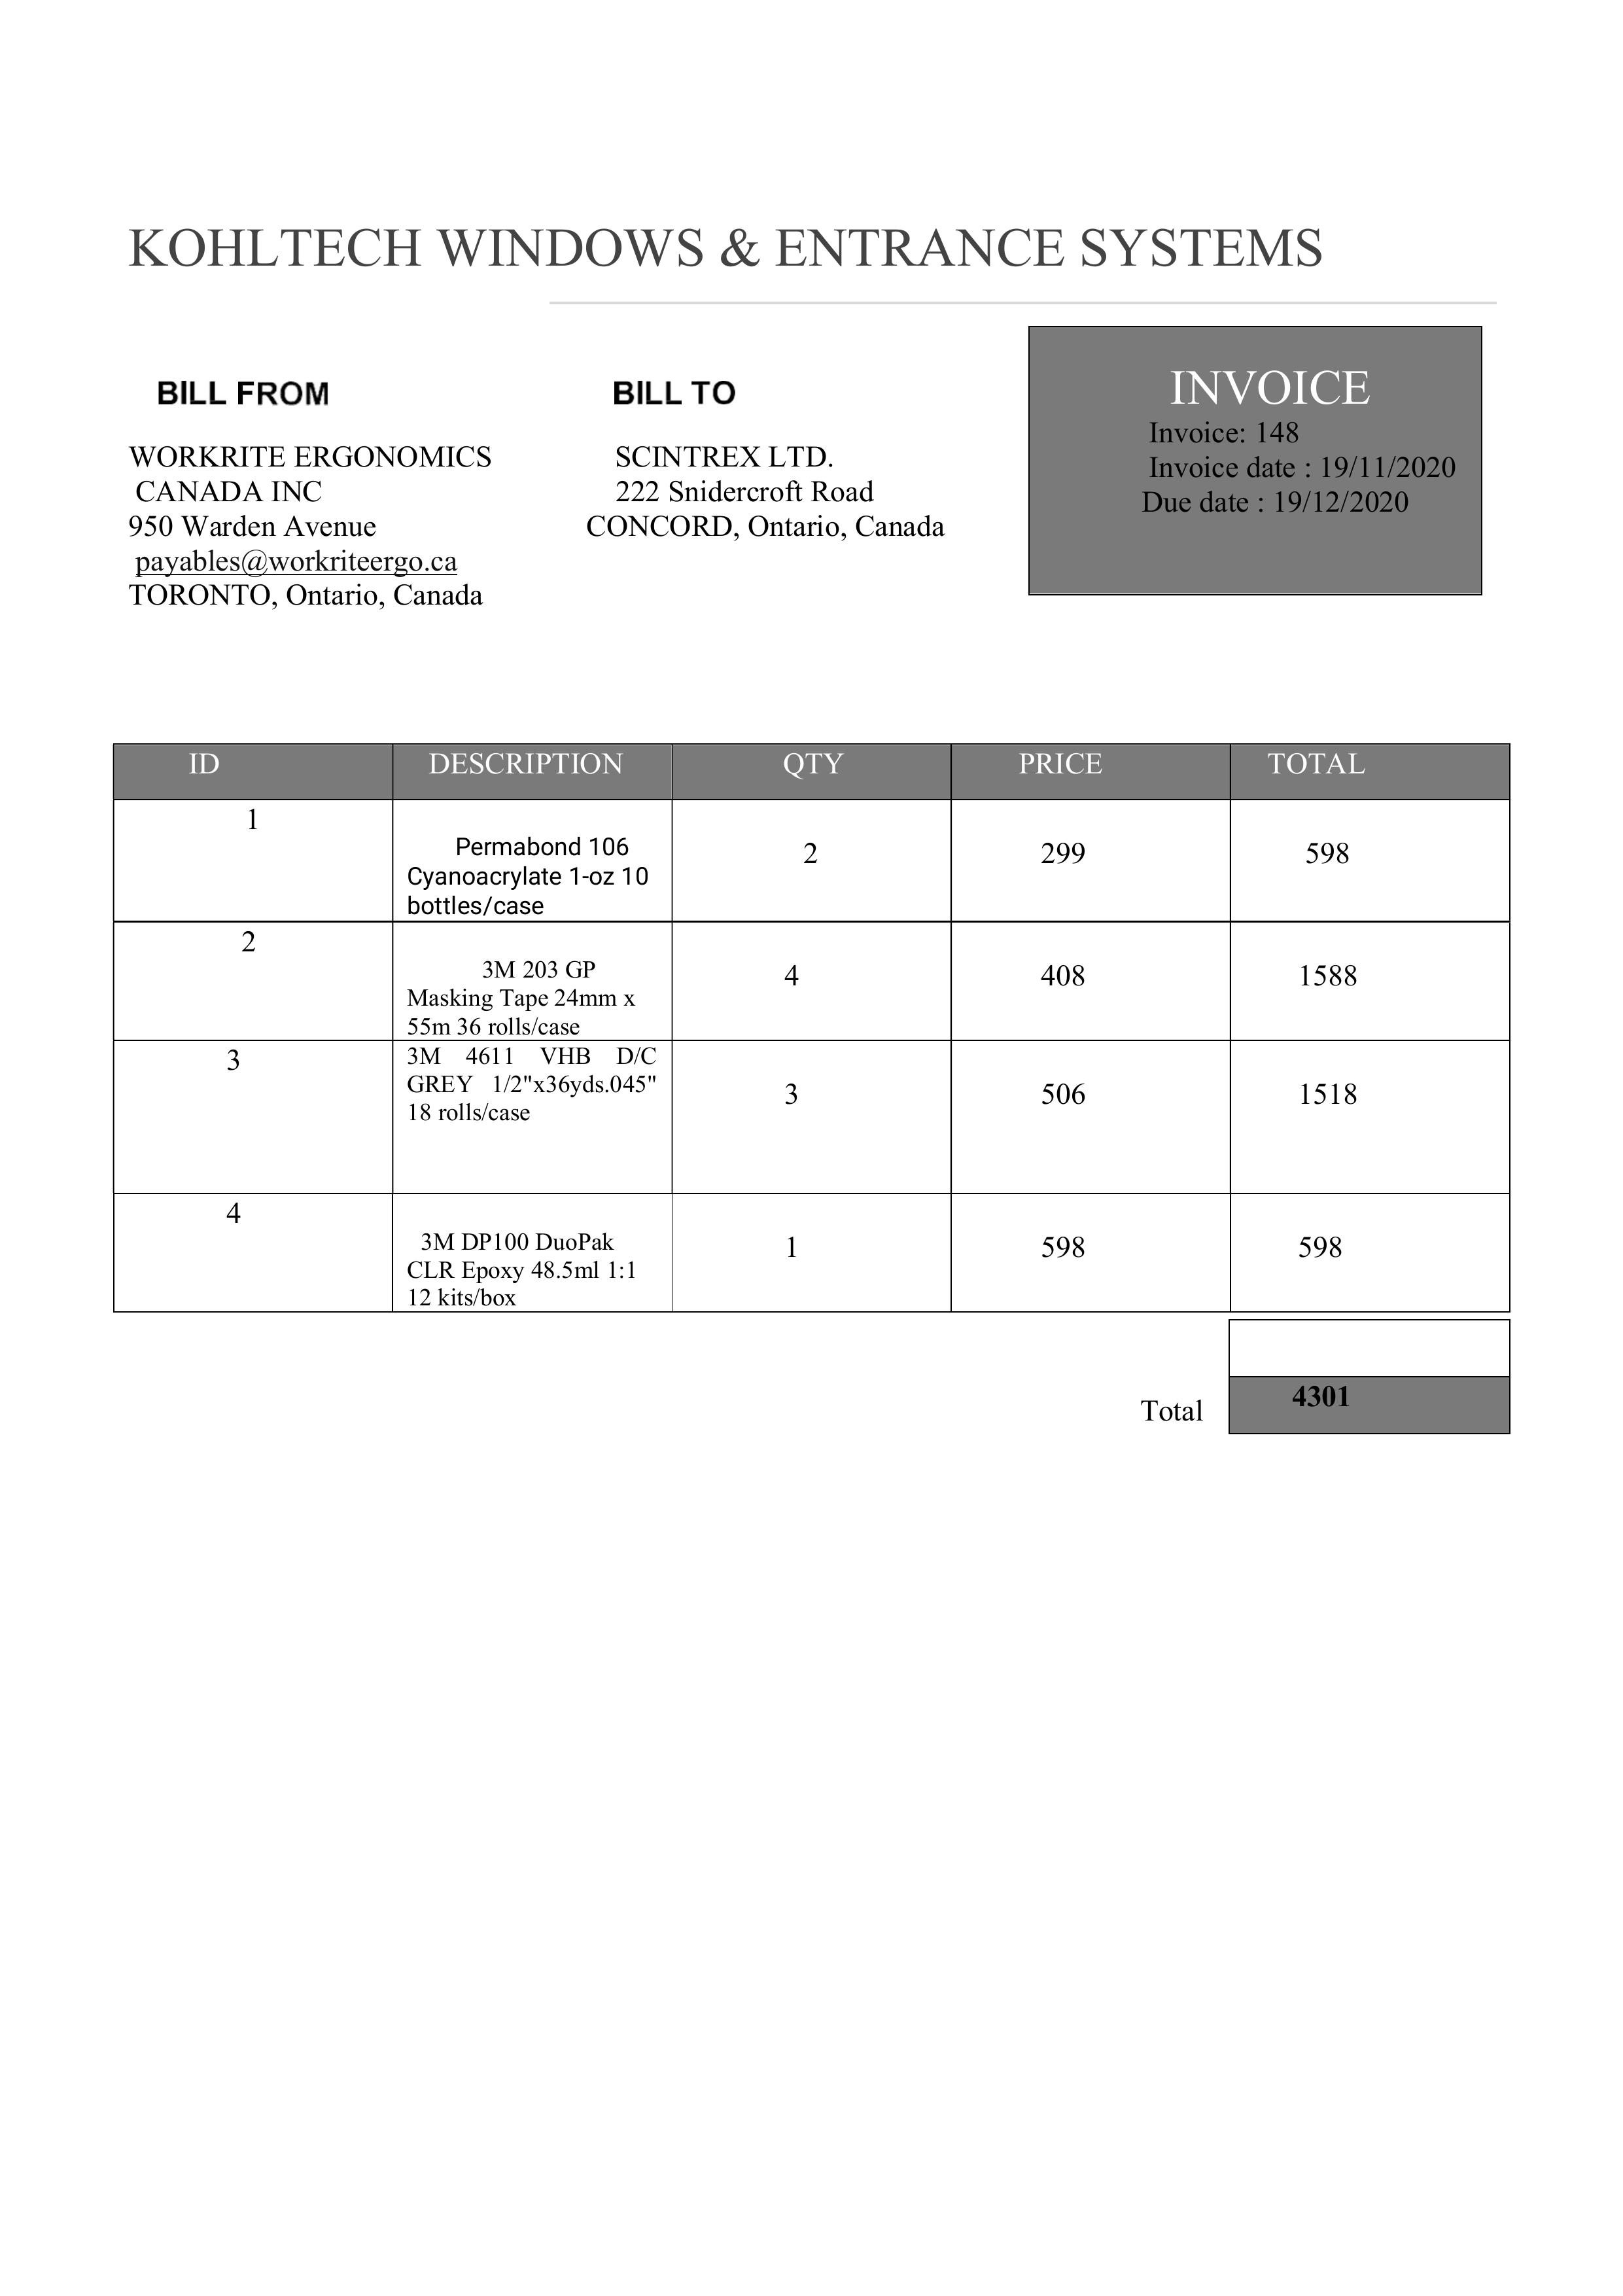 KOHLTECH WINDOWS & ENTRANCE SYSTEMS
BILL FROM
WORKRITE ERGONOMICS
CANADA INC
950 Warden Avenue
payables@workriteergo.ca
TORONTO, Ontario, Canada
BILL TO
SCINTREX LTD.
222 Snidercroft Road
CONCORD, Ontario, Canada
INVOICE
Invoice: 148
Invoice date : 19/11/2020
Due date : 19/12/2020
ID DESCRIPTION QTY PRICE TOTAL
1
Permabond 106
Cyanoacrylate 1-oz 10
bottles/case
2 299 598
2
3M 203 GP
Masking Tape 24mm x
55m 36 rolls/case
4 408 1588
3
3M 4611 VHB D/C
GREY 1/2"x36yds.045"
18 rolls/case
3 506 1518
4
3M DP100 DuoPak
CLR Epoxy 48.5ml 1:1
12 kits/box
1 598 598
Total 4301